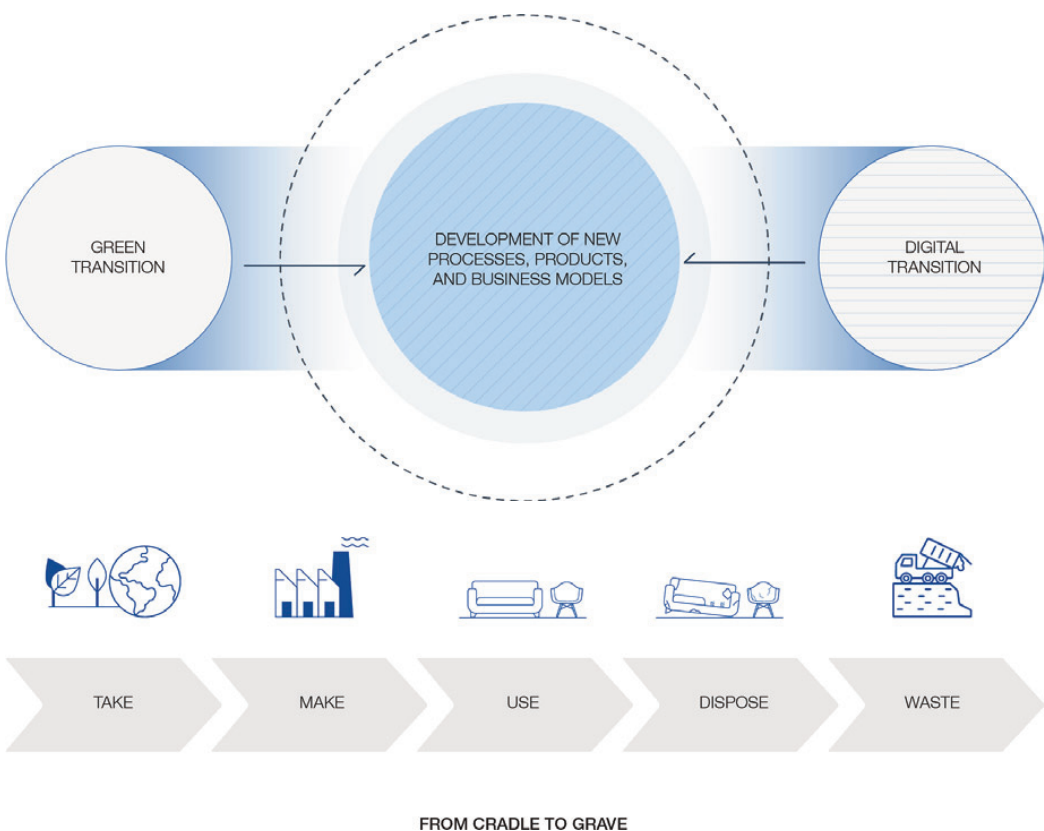 GREEN
TRANSITION
DEVELOPMENT OF NEW
PROCESSES, PRODUCTS,
AND BUSINESS MODELS
DIGITAL
TRANSITION
TAKE
MAKE
USE
DISPOSE
WASTE
FROM CRADLE TO GRAVE